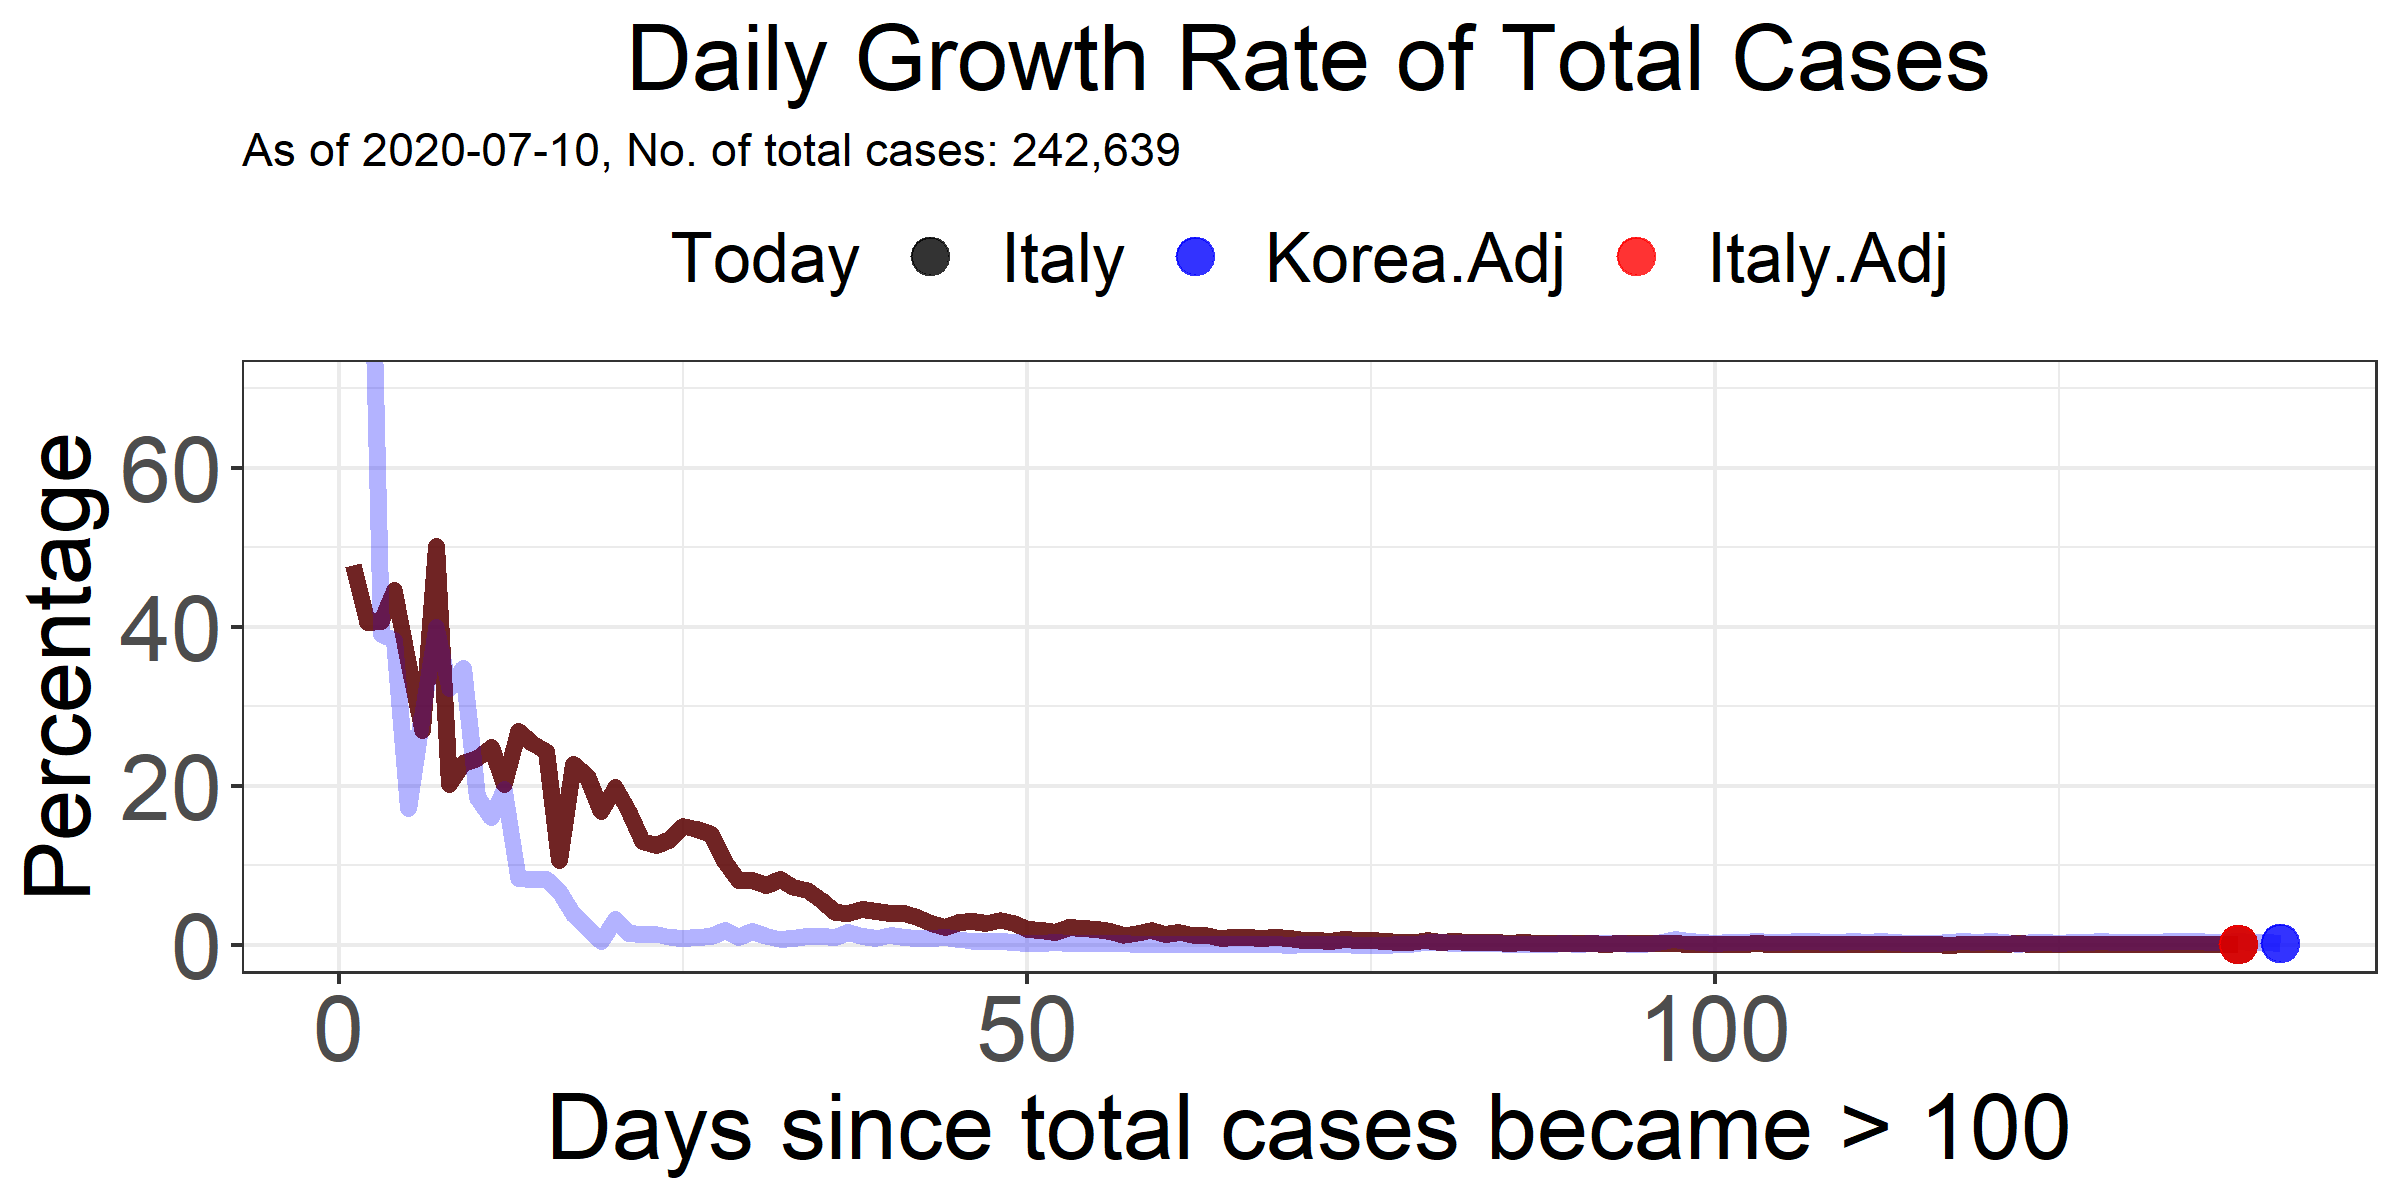 Daily Growth Rate of Total Cases
As of 2020-07-10, No. of total cases: 242,639
Today Italy Korea.Adj Italy.Adj
Percentage
60
40
20
0
0 50 100
Days since total cases became > 100